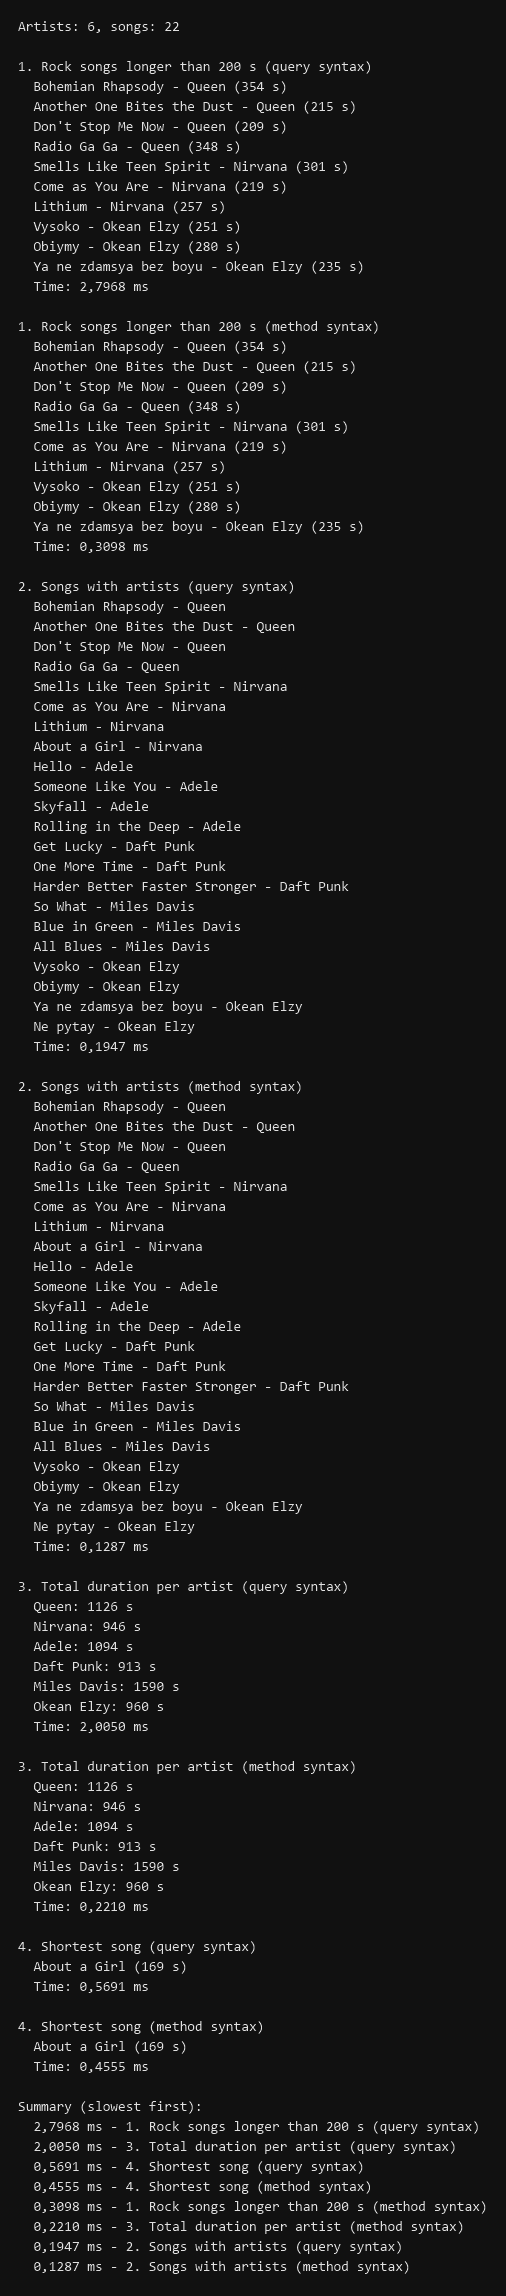 Artists: 6, songs: 22

1. Rock songs longer than 200 s (query syntax)
  Bohemian Rhapsody - Queen (354 s)
  Another One Bites the Dust - Queen (215 s)
  Don't Stop Me Now - Queen (209 s)
  Radio Ga Ga - Queen (348 s)
  Smells Like Teen Spirit - Nirvana (301 s)
  Come as You Are - Nirvana (219 s)
  Lithium - Nirvana (257 s)
  Vysoko - Okean Elzy (251 s)
  Obiymy - Okean Elzy (280 s)
  Ya ne zdamsya bez boyu - Okean Elzy (235 s)
  Time: 2,7968 ms

1. Rock songs longer than 200 s (method syntax)
  Bohemian Rhapsody - Queen (354 s)
  Another One Bites the Dust - Queen (215 s)
  Don't Stop Me Now - Queen (209 s)
  Radio Ga Ga - Queen (348 s)
  Smells Like Teen Spirit - Nirvana (301 s)
  Come as You Are - Nirvana (219 s)
  Lithium - Nirvana (257 s)
  Vysoko - Okean Elzy (251 s)
  Obiymy - Okean Elzy (280 s)
  Ya ne zdamsya bez boyu - Okean Elzy (235 s)
  Time: 0,3098 ms

2. Songs with artists (query syntax)
  Bohemian Rhapsody - Queen
  Another One Bites the Dust - Queen
  Don't Stop Me Now - Queen
  Radio Ga Ga - Queen
  Smells Like Teen Spirit - Nirvana
  Come as You Are - Nirvana
  Lithium - Nirvana
  About a Girl - Nirvana
  Hello - Adele
  Someone Like You - Adele
  Skyfall - Adele
  Rolling in the Deep - Adele
  Get Lucky - Daft Punk
  One More Time - Daft Punk
  Harder Better Faster Stronger - Daft Punk
  So What - Miles Davis
  Blue in Green - Miles Davis
  All Blues - Miles Davis
  Vysoko - Okean Elzy
  Obiymy - Okean Elzy
  Ya ne zdamsya bez boyu - Okean Elzy
  Ne pytay - Okean Elzy
  Time: 0,1947 ms

2. Songs with artists (method syntax)
  Bohemian Rhapsody - Queen
  Another One Bites the Dust - Queen
  Don't Stop Me Now - Queen
  Radio Ga Ga - Queen
  Smells Like Teen Spirit - Nirvana
  Come as You Are - Nirvana
  Lithium - Nirvana
  About a Girl - Nirvana
  Hello - Adele
  Someone Like You - Adele
  Skyfall - Adele
  Rolling in the Deep - Adele
  Get Lucky - Daft Punk
  One More Time - Daft Punk
  Harder Better Faster Stronger - Daft Punk
  So What - Miles Davis
  Blue in Green - Miles Davis
  All Blues - Miles Davis
  Vysoko - Okean Elzy
  Obiymy - Okean Elzy
  Ya ne zdamsya bez boyu - Okean Elzy
  Ne pytay - Okean Elzy
  Time: 0,1287 ms

3. Total duration per artist (query syntax)
  Queen: 1126 s
  Nirvana: 946 s
  Adele: 1094 s
  Daft Punk: 913 s
  Miles Davis: 1590 s
  Okean Elzy: 960 s
  Time: 2,0050 ms

3. Total duration per artist (method syntax)
  Queen: 1126 s
  Nirvana: 946 s
  Adele: 1094 s
  Daft Punk: 913 s
  Miles Davis: 1590 s
  Okean Elzy: 960 s
  Time: 0,2210 ms

4. Shortest song (query syntax)
  About a Girl (169 s)
  Time: 0,5691 ms

4. Shortest song (method syntax)
  About a Girl (169 s)
  Time: 0,4555 ms

Summary (slowest first):
  2,7968 ms - 1. Rock songs longer than 200 s (query syntax)
  2,0050 ms - 3. Total duration per artist (query syntax)
  0,5691 ms - 4. Shortest song (query syntax)
  0,4555 ms - 4. Shortest song (method syntax)
  0,3098 ms - 1. Rock songs longer than 200 s (method syntax)
  0,2210 ms - 3. Total duration per artist (method syntax)
  0,1947 ms - 2. Songs with artists (query syntax)
  0,1287 ms - 2. Songs with artists (method syntax)